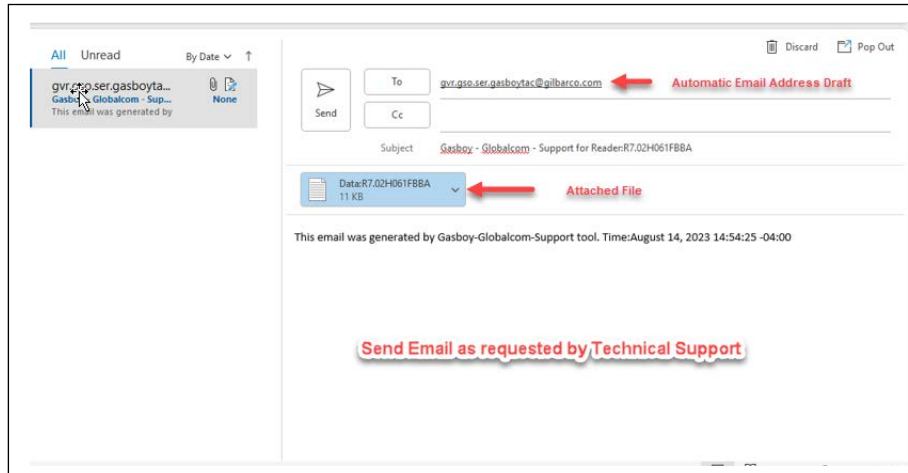 All Unread By Date
gvr.gso.ser.gasboyta...
Gasboy - Globalcom - Sup... None
This email was generated by
Discard Pop Out
Send
To gvr.gso.ser.gasboytac@gilbarco.com Automatic Email Address Draft
Cc
Subject Gasboy - Globalcom - Support for Reader:R7.02H061FBBA
Data:R7.02H061FBBA
11 KB
Attached File
This email was generated by Gasboy-Globalcom-Support tool. Time:August 14, 2023 14:54:25 -04:00
Send Email as requested by Technical Support